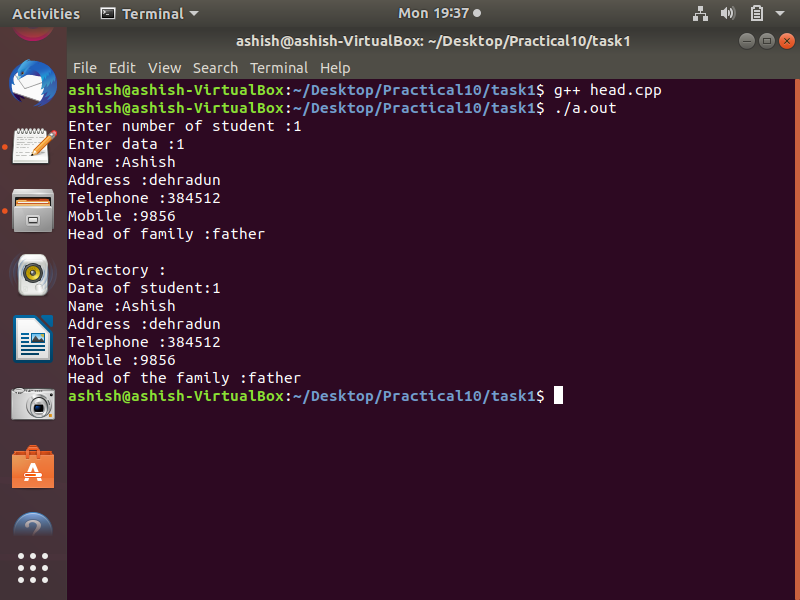 Activities Terminal Mon 19:37
ashish@ashish-VirtualBox: ~/Desktop/Practical10/task1
File Edit View Search Terminal Help
ashish@ashish-VirtualBox:~/Desktop/Practical10/task1$ g++ head.cpp
ashish@ashish-VirtualBox:~/Desktop/Practical10/task1$ ./a.out
Enter number of student :1
Enter data :1
Name :Ashish
Address :dehradun
Telephone :384512
Mobile :9856
Head of family :father

Directory :
Data of student:1
Name :Ashish
Address :dehradun
Telephone :384512
Mobile :9856
Head of the family :father
ashish@ashish-VirtualBox:~/Desktop/Practical10/task1$